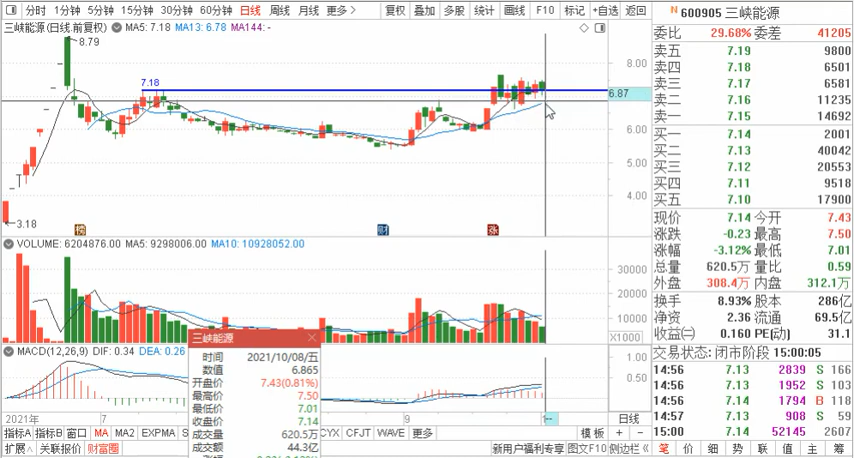 分时 1分钟 5分钟 15分钟 30分钟 60分钟 日线 周线 月线 更多 复权 叠加 多股 统计 画线 F10 标记 +自选 返回
三峡能源(日线.前复权) MA5: 7.18 MA13: 6.78 MA144: -
8.79
8.00
7.18
6.87
6.00
5.00
4.00
3.18
榜 财 涨
VOLUME: 6204876.00 MA5: 9298006.00 MA10: 10928052.00
30000
20000
10000
X1000
MACD(12,26,9) DIF: 0.34 DEA: 0.26
1.00
0.50
2021年 7 9 日线
指标A 指标B 窗口 MA MA2 EXPMA CYX CFJT WAVE 更多 模板 + -
扩展∧ 关联报价 财富圈 新用户福利专享 图文F10 侧边栏《
三峡能源
时间 2021/10/08/五
数值 6.865
开盘价 7.43(0.81%)
最高价 7.50
最低价 7.01
收盘价 7.14
成交量 620.5万
成交额 44.3亿
N 600905 三峡能源
委比 29.68% 委差 41205
卖五 7.19 9800
卖四 7.18 6501
卖三 7.17 6581
卖二 7.16 11235
卖一 7.15 14692
买一 7.14 2001
买二 7.13 40042
买三 7.12 20553
买四 7.11 9518
买五 7.10 17900
现价 7.14 今开 7.43
涨跌 -0.23 最高 7.50
涨幅 -3.12% 最低 7.01
总量 620.5万 量比 0.59
外盘 308.4万 内盘 312.1万
换手 8.93% 股本 286亿
净资 2.36 流通 69.5亿
收益㈡ 0.160 PE(动) 31.1
交易状态: 闭市阶段 15:00:05
14:56 7.13 2839 S 166
14:56 7.13 1952 S 103
14:56 7.14 1794 B 118
14:57 7.13 908 S 59
15:00 7.14 52145 2607
笔 价 细 势 联 值 主 筹